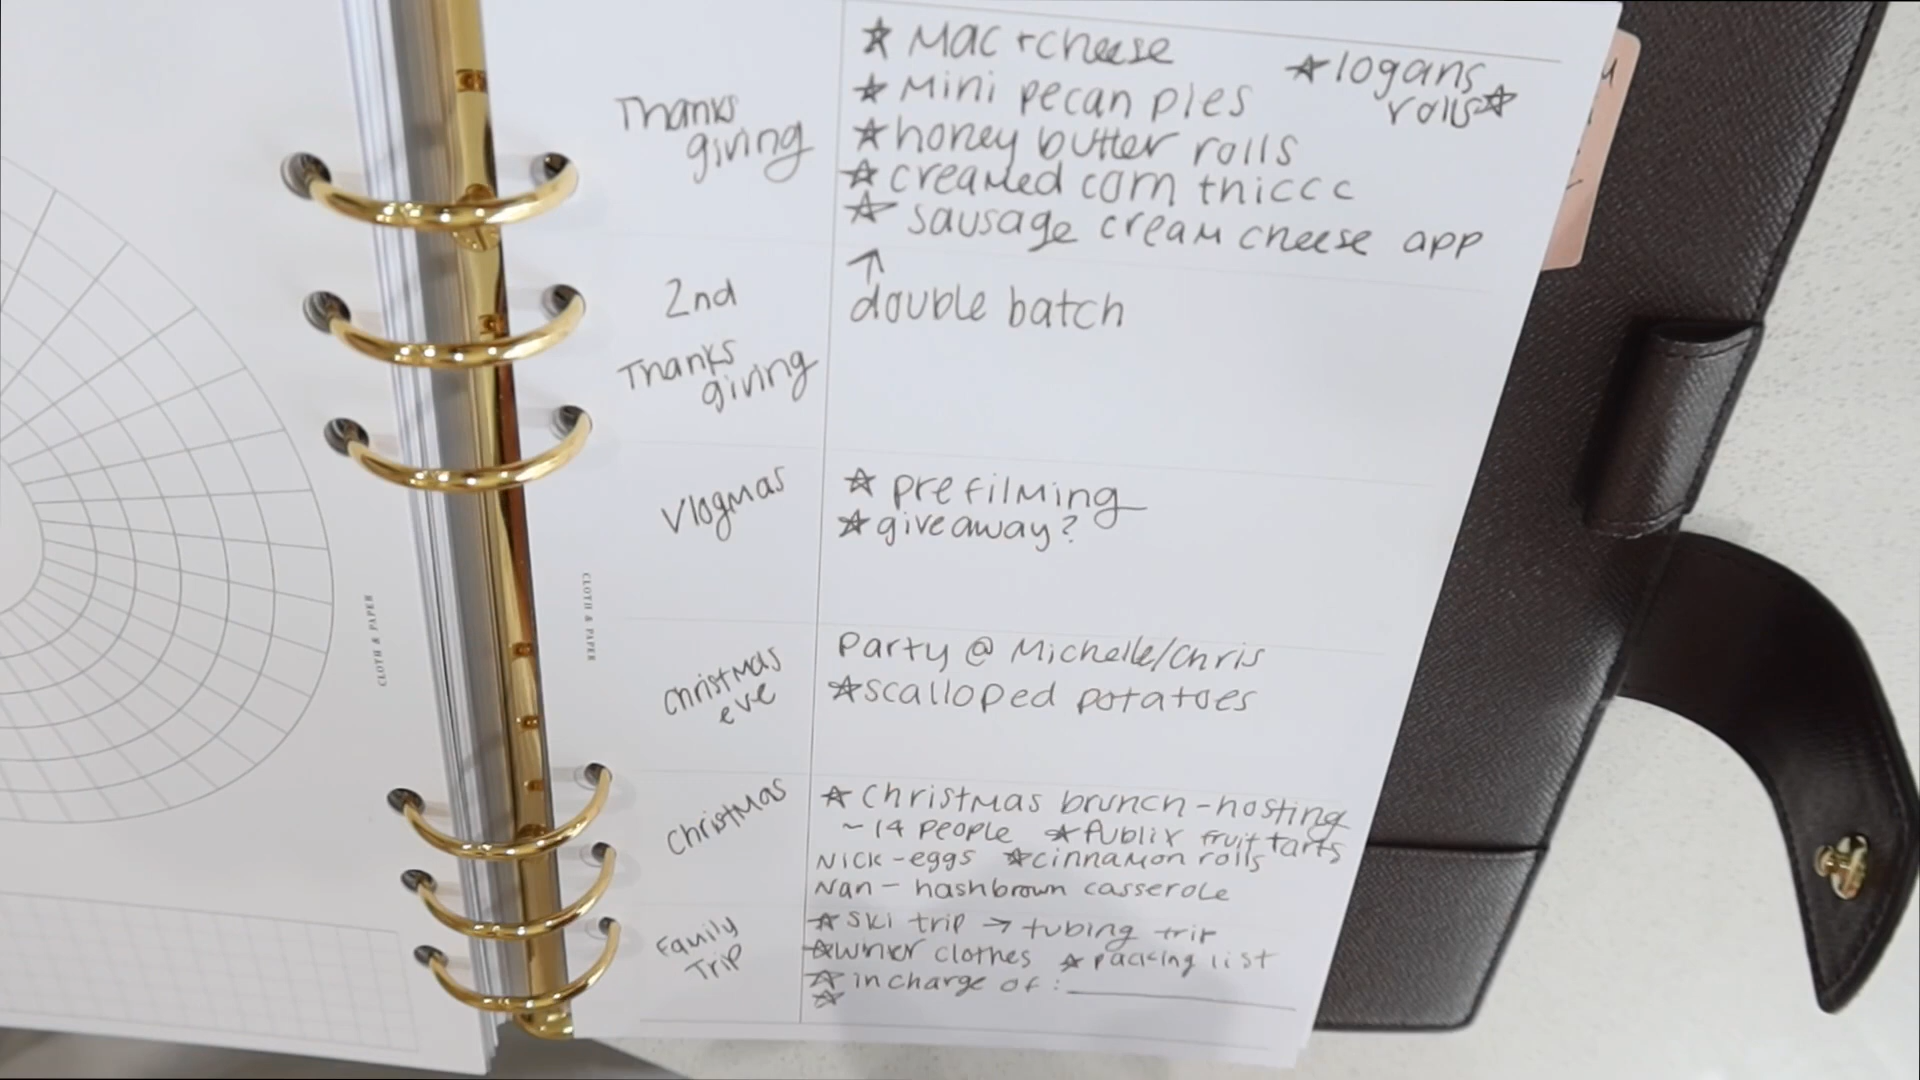 Thanks
giving
☆ Mac + cheese
☆ Mini pecan pies
☆ logans
rolls ☆
☆ honey butter rolls
☆ creamed corn thiccc
☆ sausage cream cheese app
2nd
Thanks
giving
↑
double batch
Vlogmas
☆ prefilming
☆ giveaway?
Christmas
eve
Party @ Michelle/Chris
☆ scalloped potatoes
Christmas
☆ Christmas brunch - hosting
~ 14 people ☆ Publix fruit tarts
Nick - eggs ☆ cinnamon rolls
Nan - hashbrown casserole
Family
Trip
☆ Ski trip → tubing trip
☆ winter clothes ☆ packing list
☆ in charge of : ______
☆
CLOTH & PAPER
CLOTH & PAPER